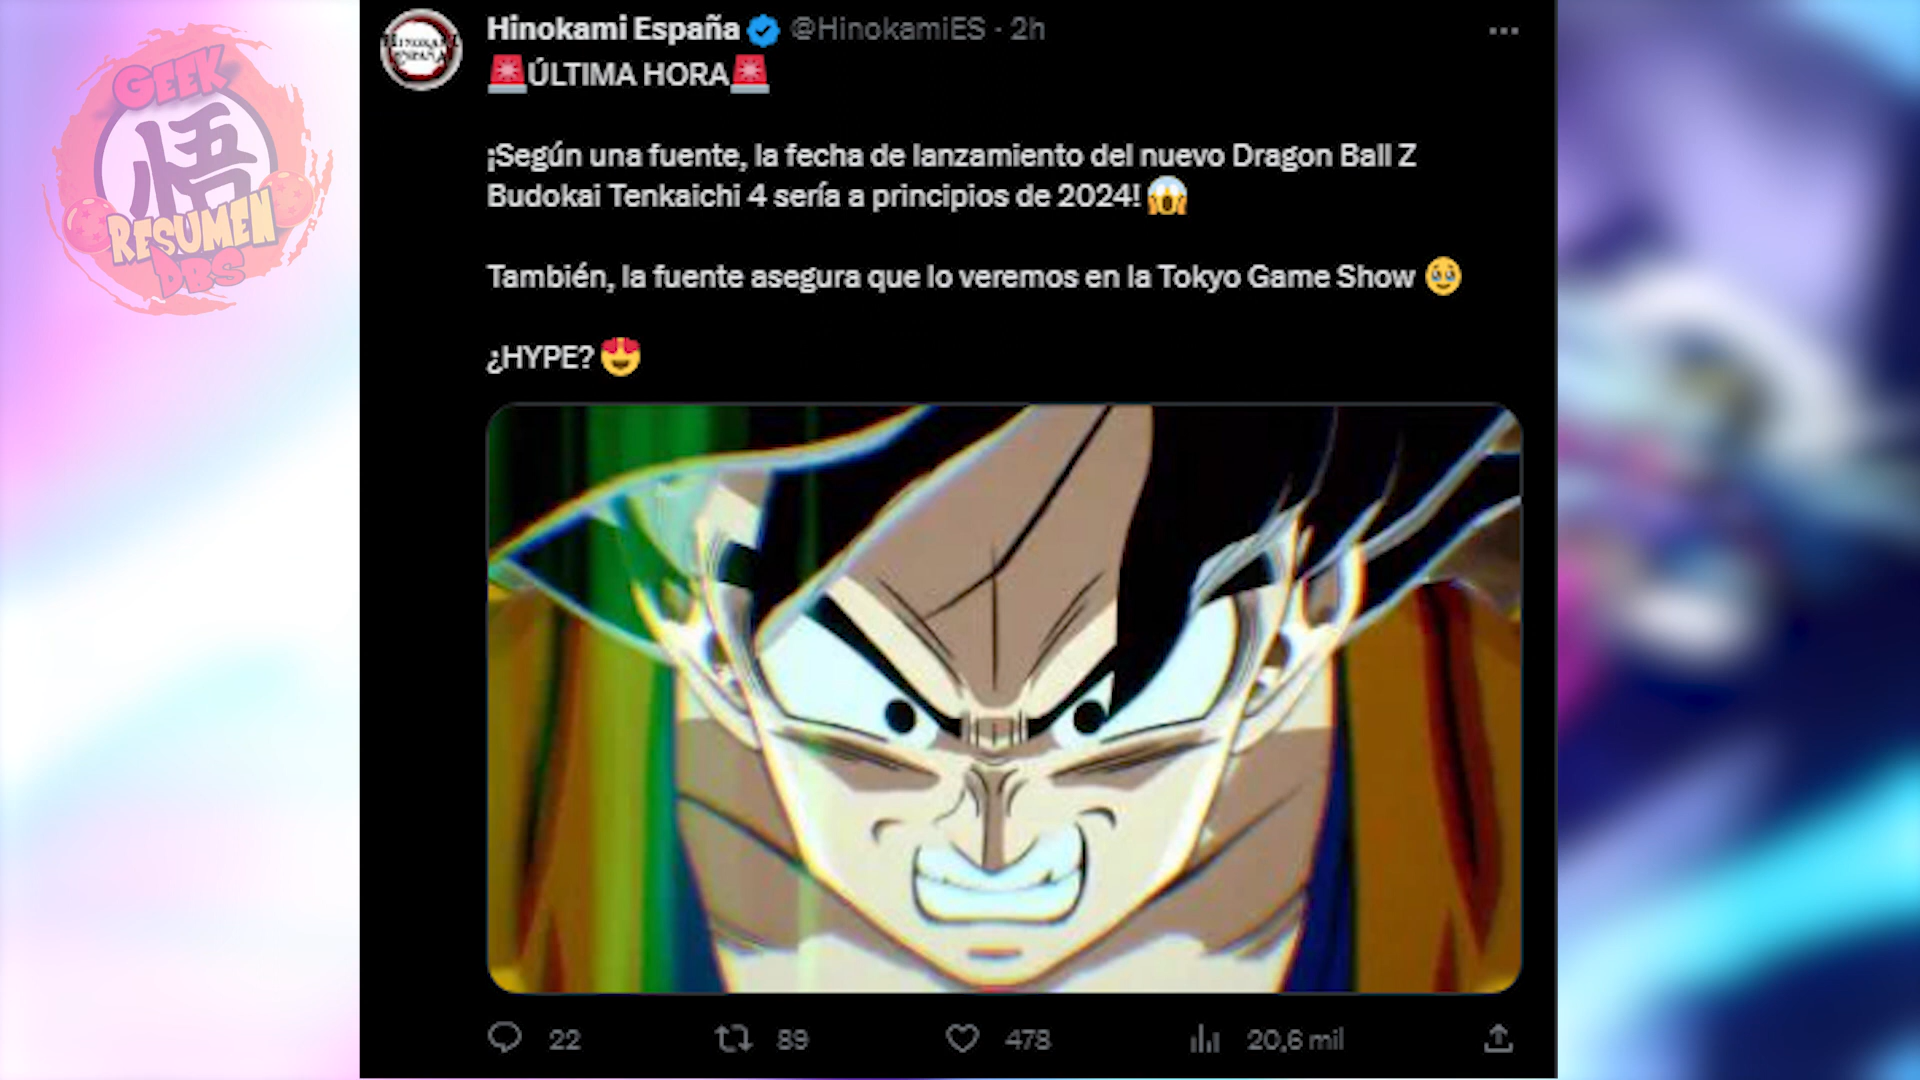 GEEK
悟
RESUMEN
DBS
HINOKAMI
ESPAÑA
Hinokami España @HinokamiES · 2h
🚨ÚLTIMA HORA🚨
¡Según una fuente, la fecha de lanzamiento del nuevo Dragon Ball Z
Budokai Tenkaichi 4 sería a principios de 2024! 😱
También, la fuente asegura que lo veremos en la Tokyo Game Show 🥹
¿HYPE? 😍
22 89 478 20,6 mil